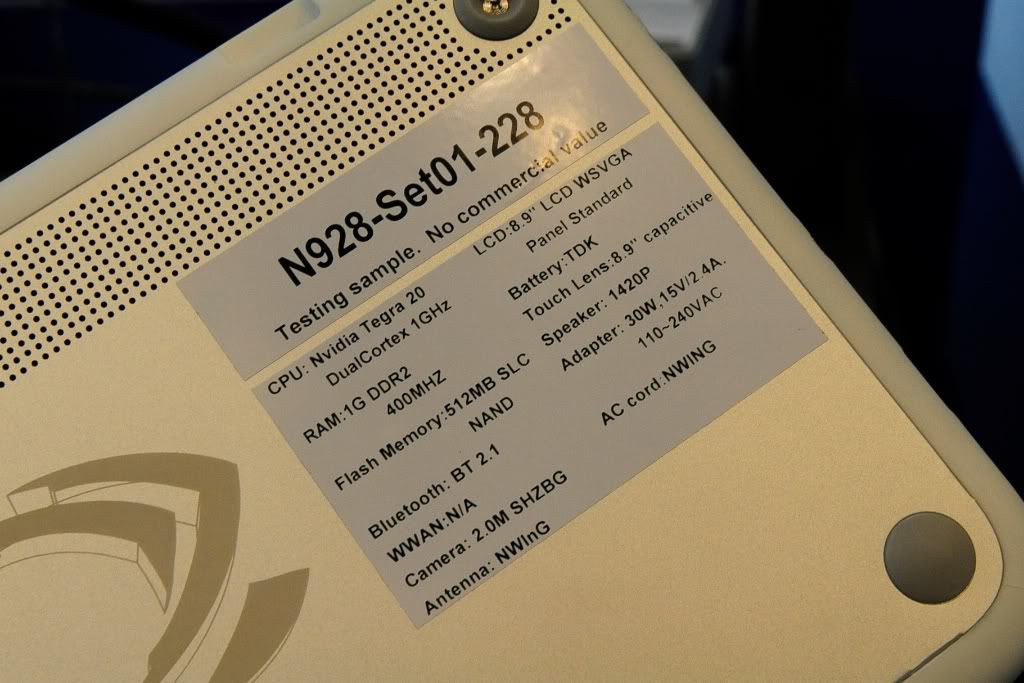 N928-Set01-228
Testing sample. No commercial value
CPU: Nvidia Tegra 20
DualCortex 1GHz
RAM:1G DDR2
400MHZ
Flash Memory:512MB SLC
NAND
Bluetooth: BT 2.1
WWAN:N/A
Camera: 2.0M SHZBG
Antenna: NWInG
LCD:8.9" LCD WSVGA
Panel Standard
Battery:TDK
Touch Lens:8.9" capacitive
Speaker: 1420P
Adapter: 30W,15V/2.4A.
110~240VAC
AC cord:NWING